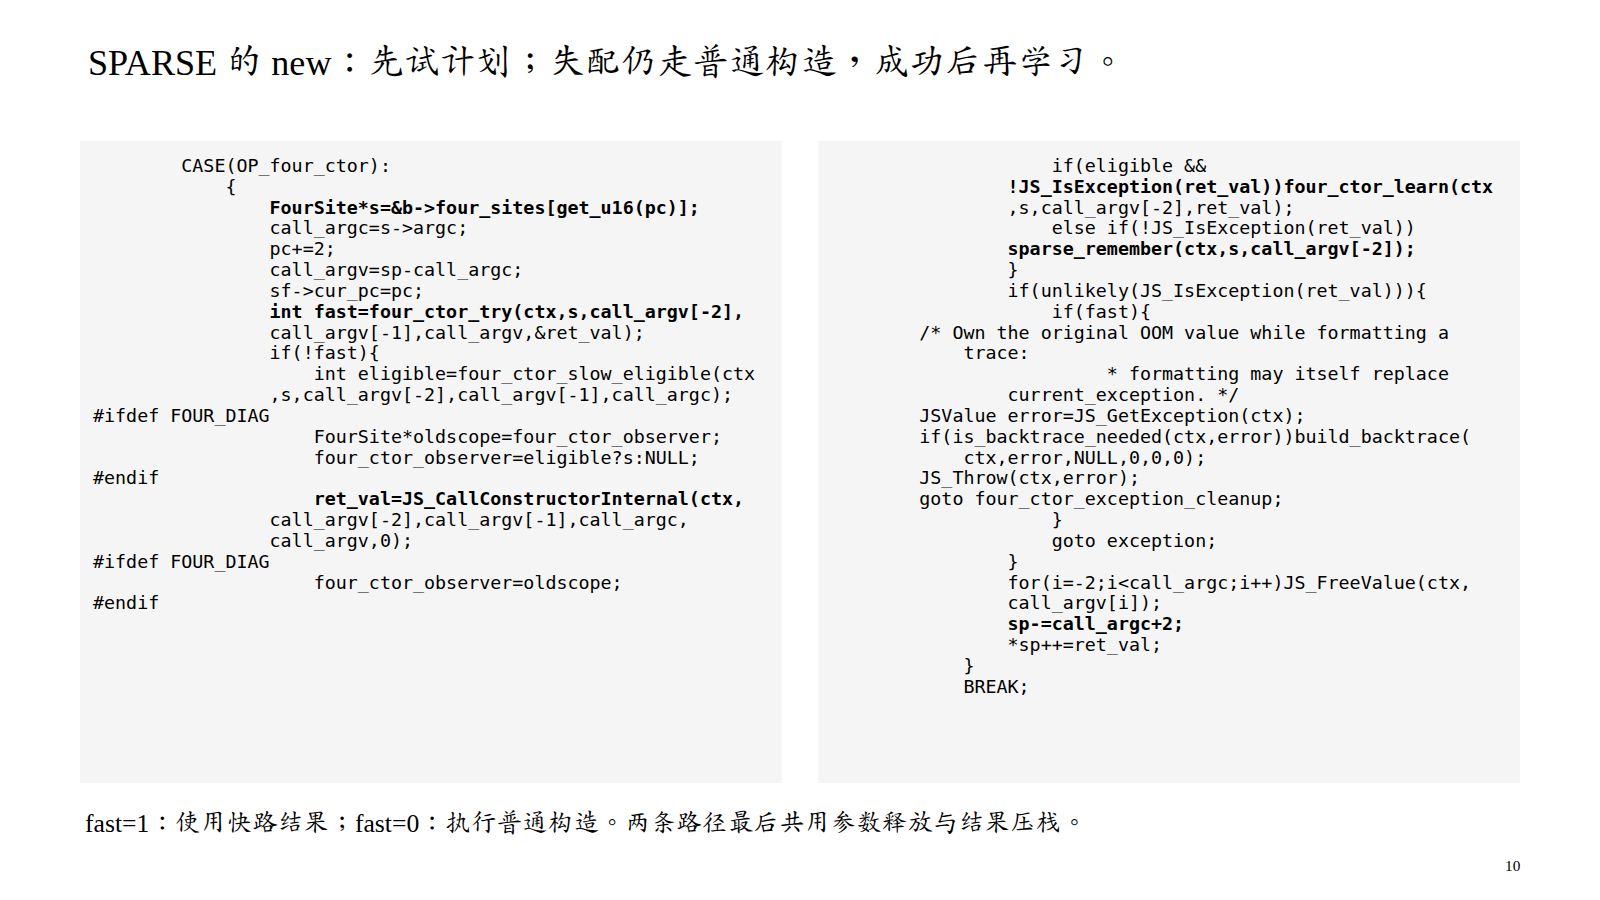 SPARSE 的 new：先试计划；失配仍走普通构造，成功后再学习。
CASE(OP_four_ctor):
{
FourSite*s=&b->four_sites[get_u16(pc)];
call_argc=s->argc;
pc+=2;
call_argv=sp-call_argc;
sf->cur_pc=pc;
int fast=four_ctor_try(ctx,s,call_argv[-2],
call_argv[-1],call_argv,&ret_val);
if(!fast){
int eligible=four_ctor_slow_eligible(ctx
,s,call_argv[-2],call_argv[-1],call_argc);
#ifdef FOUR_DIAG
FourSite*oldscope=four_ctor_observer;
four_ctor_observer=eligible?s:NULL;
#endif
ret_val=JS_CallConstructorInternal(ctx,
call_argv[-2],call_argv[-1],call_argc,
call_argv,0);
#ifdef FOUR_DIAG
four_ctor_observer=oldscope;
#endif
if(eligible &&
!JS_IsException(ret_val))four_ctor_learn(ctx
,s,call_argv[-2],ret_val);
else if(!JS_IsException(ret_val))
sparse_remember(ctx,s,call_argv[-2]);
}
if(unlikely(JS_IsException(ret_val))){
if(fast){
/* Own the original OOM value while formatting a
trace:
* formatting may itself replace
current_exception. */
JSValue error=JS_GetException(ctx);
if(is_backtrace_needed(ctx,error))build_backtrace(
ctx,error,NULL,0,0,0);
JS_Throw(ctx,error);
goto four_ctor_exception_cleanup;
}
goto exception;
}
for(i=-2;i<call_argc;i++)JS_FreeValue(ctx,
call_argv[i]);
sp-=call_argc+2;
*sp++=ret_val;
}
BREAK;
fast=1：使用快路结果；fast=0：执行普通构造。两条路径最后共用参数释放与结果压栈。
10